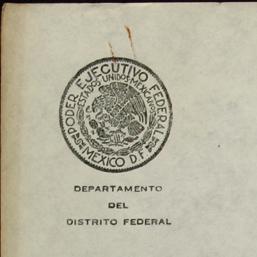 PODER EJECUTIVO FEDERAL
ESTADOS UNIDOS MEXICANOS
MEXICO D.F.
DEPARTAMENTO
DEL
DISTRITO FEDERAL